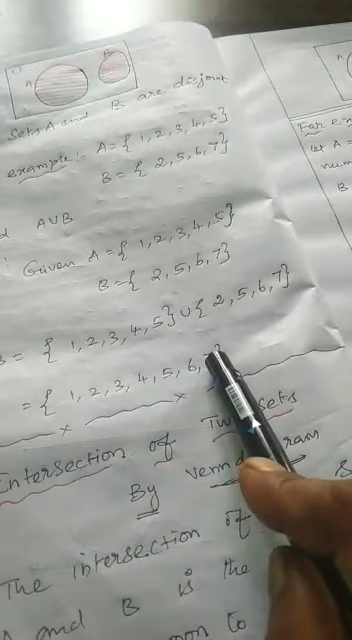 A B
Sets A and B are disjoint
example:- A = { 1, 2, 3, 4, 5}
B = { 2, 5, 6, 7}
AUB
Given A = { 1, 2, 3, 4, 5}
B = { 2, 5, 6, 7}
B = { 1, 2, 3, 4, 5} U { 2, 5, 6, 7}
= { 1, 2, 3, 4, 5, 6,
x x
Intersection of Two Sets
By Venn
The intersection of
A and B is the
to
For
let A =
B